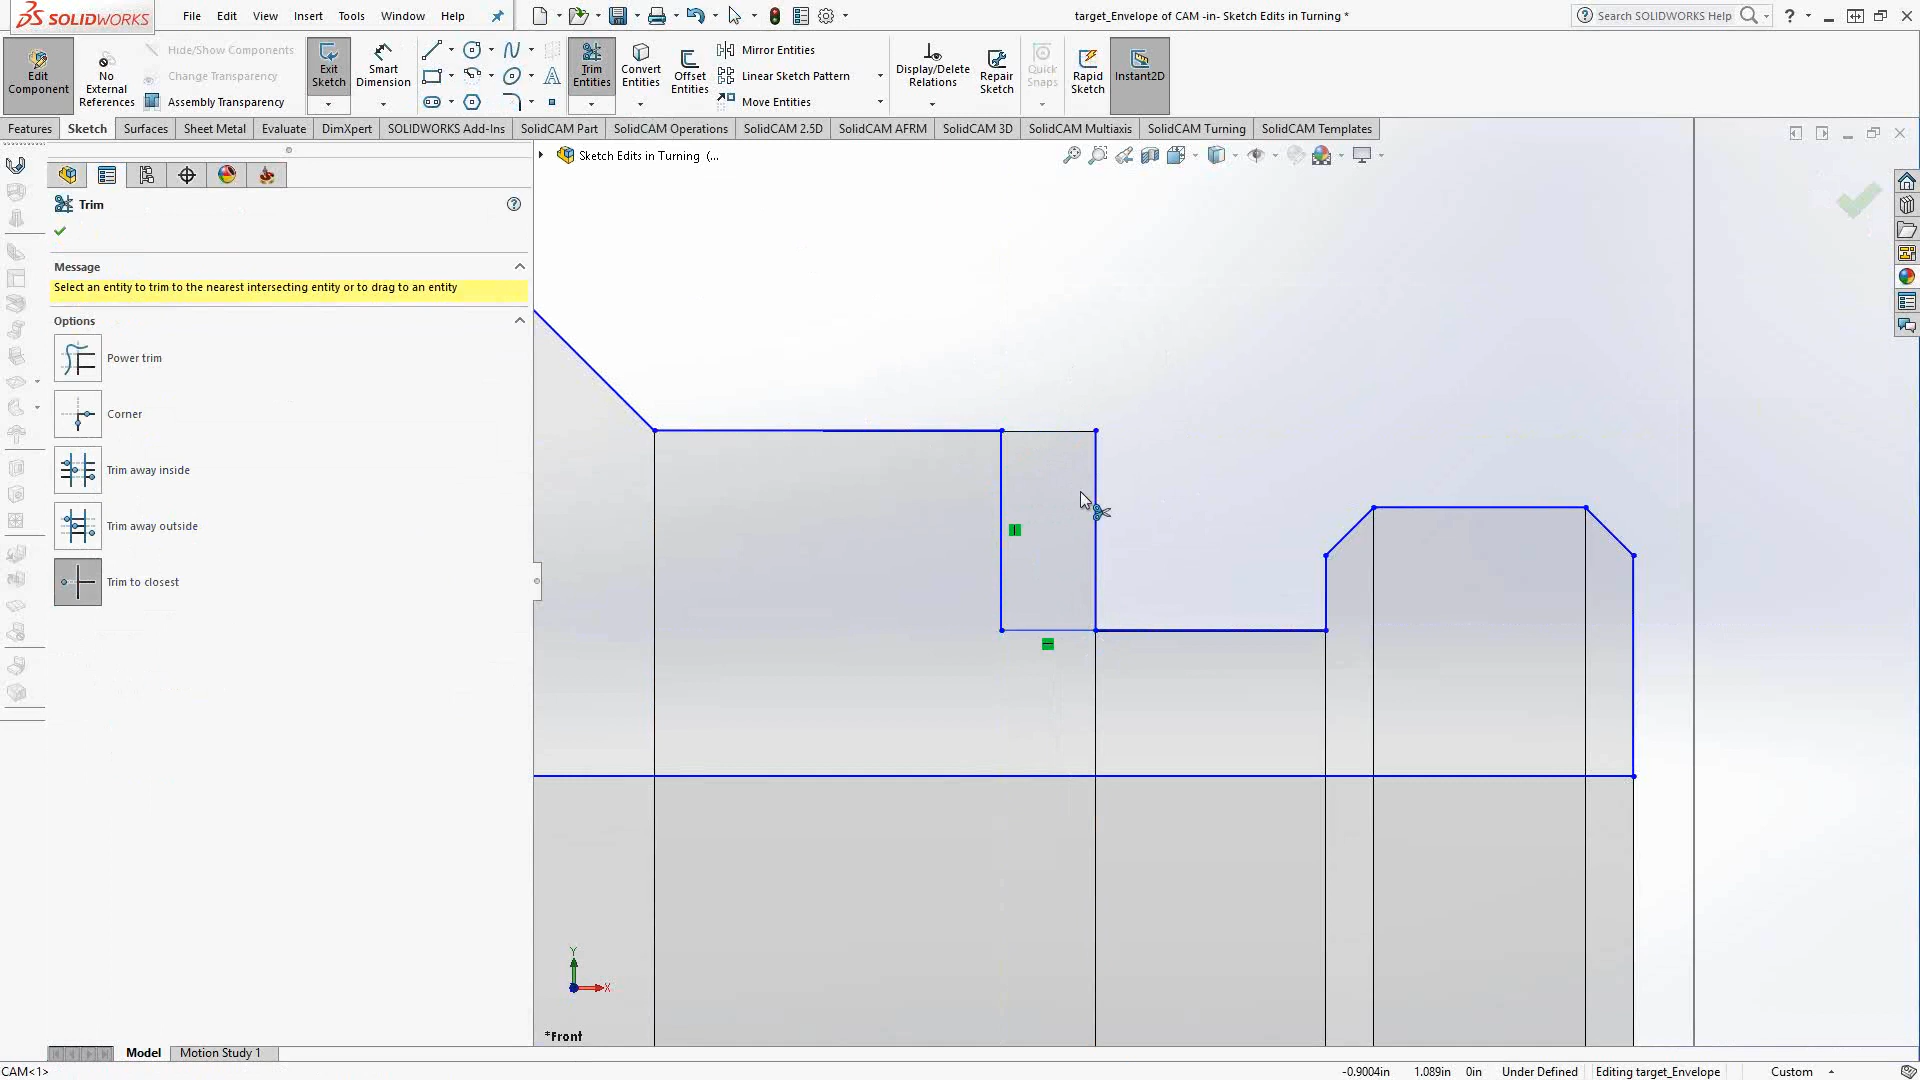 SOLIDWORKS
File Edit View Insert Tools Window Help
target_Envelope of CAM -in- Sketch Edits in Turning *
Search SOLIDWORKS Help
Edit Component
No External References
Hide/Show Components
Change Transparency
Assembly Transparency
Exit Sketch
Smart Dimension
Trim Entities
Convert Entities
Offset Entities
Mirror Entities
Linear Sketch Pattern
Move Entities
Display/Delete Relations
Repair Sketch
Quick Snaps
Rapid Sketch
Instant2D
Features Sketch Surfaces Sheet Metal Evaluate DimXpert SOLIDWORKS Add-Ins SolidCAM Part SolidCAM Operations SolidCAM 2.5D SolidCAM AFRM SolidCAM 3D SolidCAM Multiaxis SolidCAM Turning SolidCAM Templates
Sketch Edits in Turning (...
Trim
Message
Select an entity to trim to the nearest intersecting entity or to drag to an entity
Options
Power trim
Corner
Trim away inside
Trim away outside
Trim to closest
Y
X
*Front
Model Motion Study 1
CAM<1>
-0.9004in 1.089in 0in Under Defined Editing target_Envelope Custom